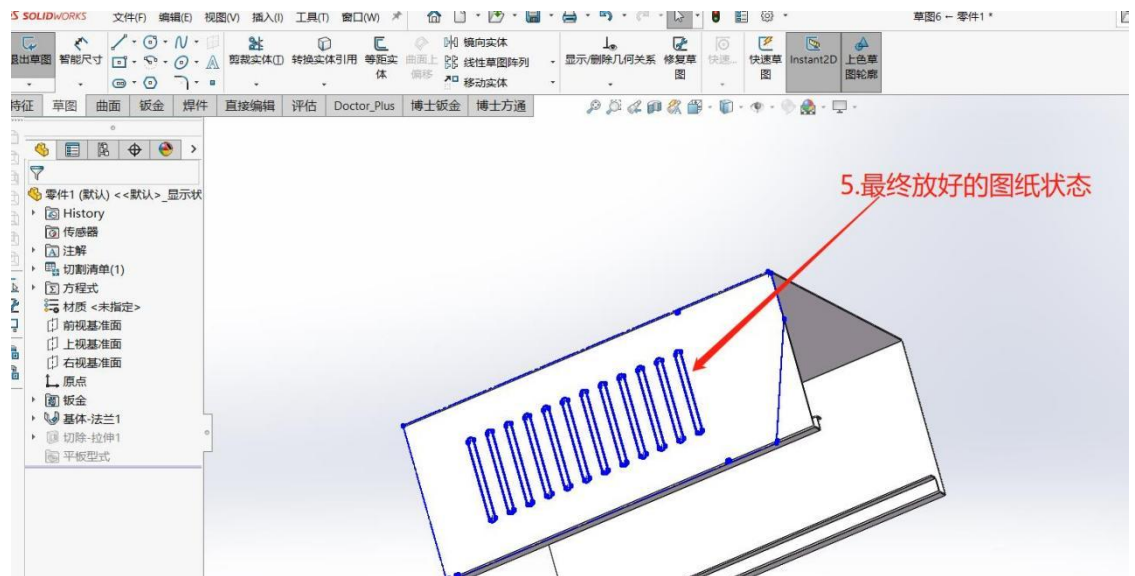 SOLIDWORKS 文件(F) 编辑(E) 视图(V) 插入(I) 工具(T) 窗口(W) 草图6 - 零件1 *
退出草图 智能尺寸 剪裁实体(T) 转换实体引用 等距实体 曲面上偏移 镜向实体 线性草图阵列 移动实体 显示/删除几何关系 修复草图 快速... 快速草图 Instant2D 上色草图轮廓
特征 草图 曲面 钣金 焊件 直接编辑 评估 Doctor_Plus 博士钣金 博士方通
5.最终放好的图纸状态
零件1 (默认) <<默认>_显示状
History
传感器
注解
切割清单(1)
方程式
材质 <未指定>
前视基准面
上视基准面
右视基准面
原点
钣金
基体-法兰1
切除-拉伸1
平板型式